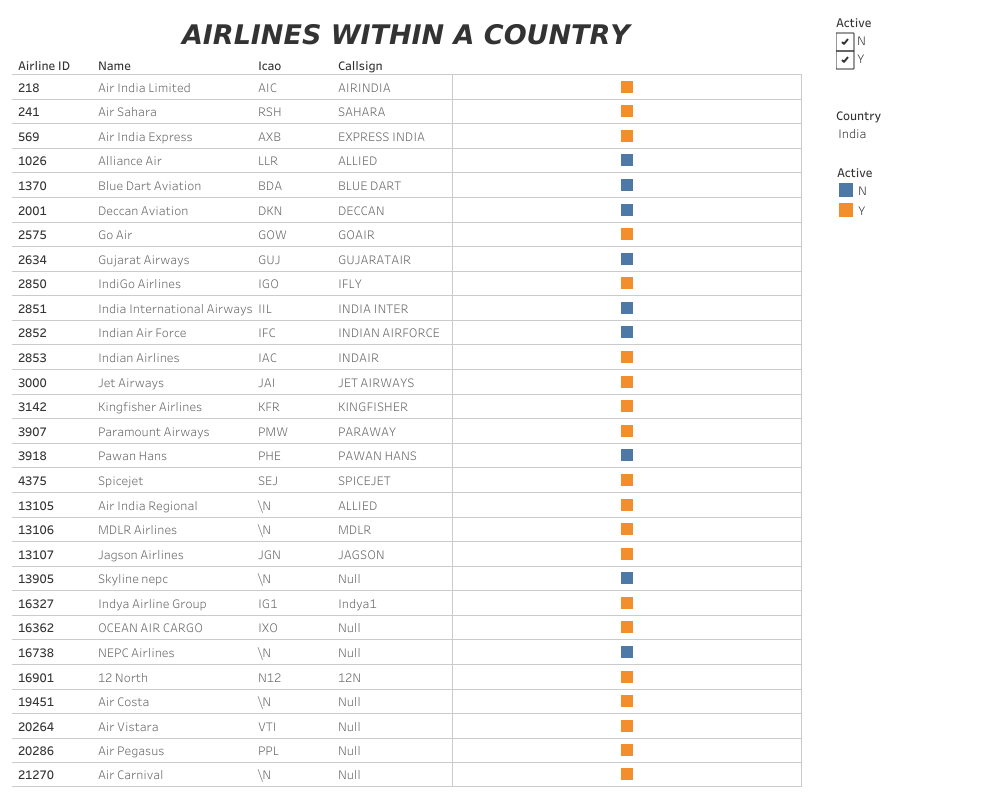 AIRLINES WITHIN A COUNTRY
Airline ID Name Icao Callsign
218 Air India Limited AIC AIRINDIA
241 Air Sahara RSH SAHARA
569 Air India Express AXB EXPRESS INDIA
1026 Alliance Air LLR ALLIED
1370 Blue Dart Aviation BDA BLUE DART
2001 Deccan Aviation DKN DECCAN
2575 Go Air GOW GOAIR
2634 Gujarat Airways GUJ GUJARATAIR
2850 IndiGo Airlines IGO IFLY
2851 India International Airways IIL INDIA INTER
2852 Indian Air Force IFC INDIAN AIRFORCE
2853 Indian Airlines IAC INDAIR
3000 Jet Airways JAI JET AIRWAYS
3142 Kingfisher Airlines KFR KINGFISHER
3907 Paramount Airways PMW PARAWAY
3918 Pawan Hans PHE PAWAN HANS
4375 Spicejet SEJ SPICEJET
13105 Air India Regional \N ALLIED
13106 MDLR Airlines \N MDLR
13107 Jagson Airlines JGN JAGSON
13905 Skyline nepc \N Null
16327 Indya Airline Group IG1 Indya1
16362 OCEAN AIR CARGO IXO Null
16738 NEPC Airlines \N Null
16901 12 North N12 12N
19451 Air Costa \N Null
20264 Air Vistara VTI Null
20286 Air Pegasus PPL Null
21270 Air Carnival \N Null
Active
N
Y
Country
India
Active
N
Y